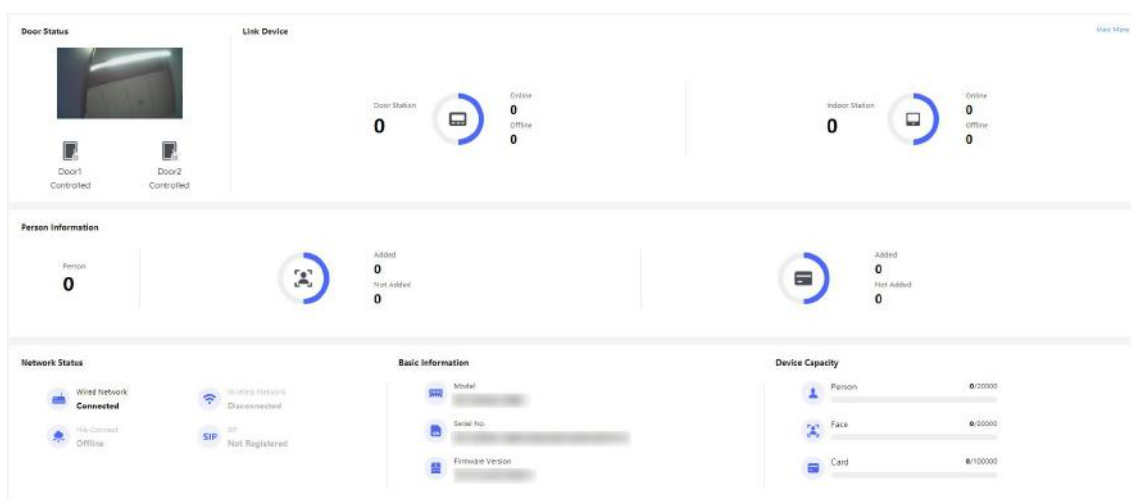 Door Status
Link Device
View More
Door1
Controlled
Door2
Controlled
Door Station
0
Online
0
Offline
0
Indoor Station
0
Online
0
Offline
0
Person Information
Person
0
Added
0
Not Added
0
Added
0
Not Added
0
Network Status
Wired Network
Connected
Wireless Network
Disconnected
Hik-Connect
Offline
SIP
SIP
Not Registered
Basic Information
Model
Serial No.
Firmware Version
Device Capacity
Person
0/20000
Face
0/20000
Card
0/100000